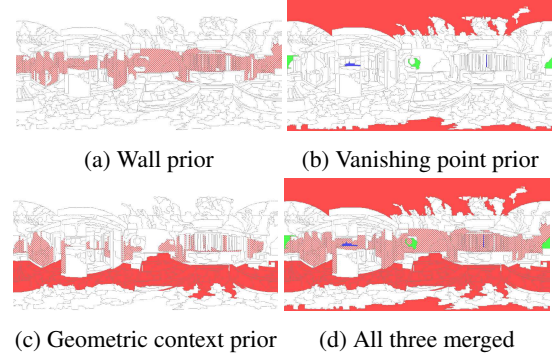 (a) Wall prior
(b) Vanishing point prior
(c) Geometric context prior
(d) All three merged